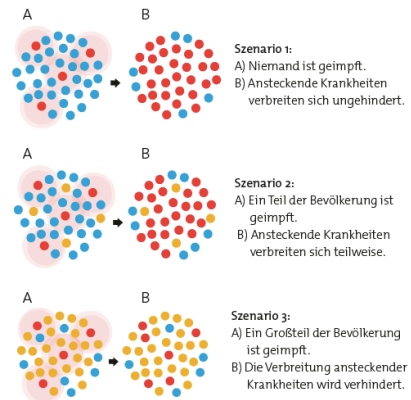 A
B
Szenario 1:
A) Niemand ist geimpft.
B) Ansteckende Krankheiten
verbreiten sich ungehindert.
A
B
Szenario 2:
A) Ein Teil der Bevölkerung ist
geimpft.
B) Ansteckende Krankheiten
verbreiten sich teilweise.
A
B
Szenario 3:
A) Ein Großteil der Bevölkerung
ist geimpft.
B) Die Verbreitung ansteckender
Krankheiten wird verhindert.